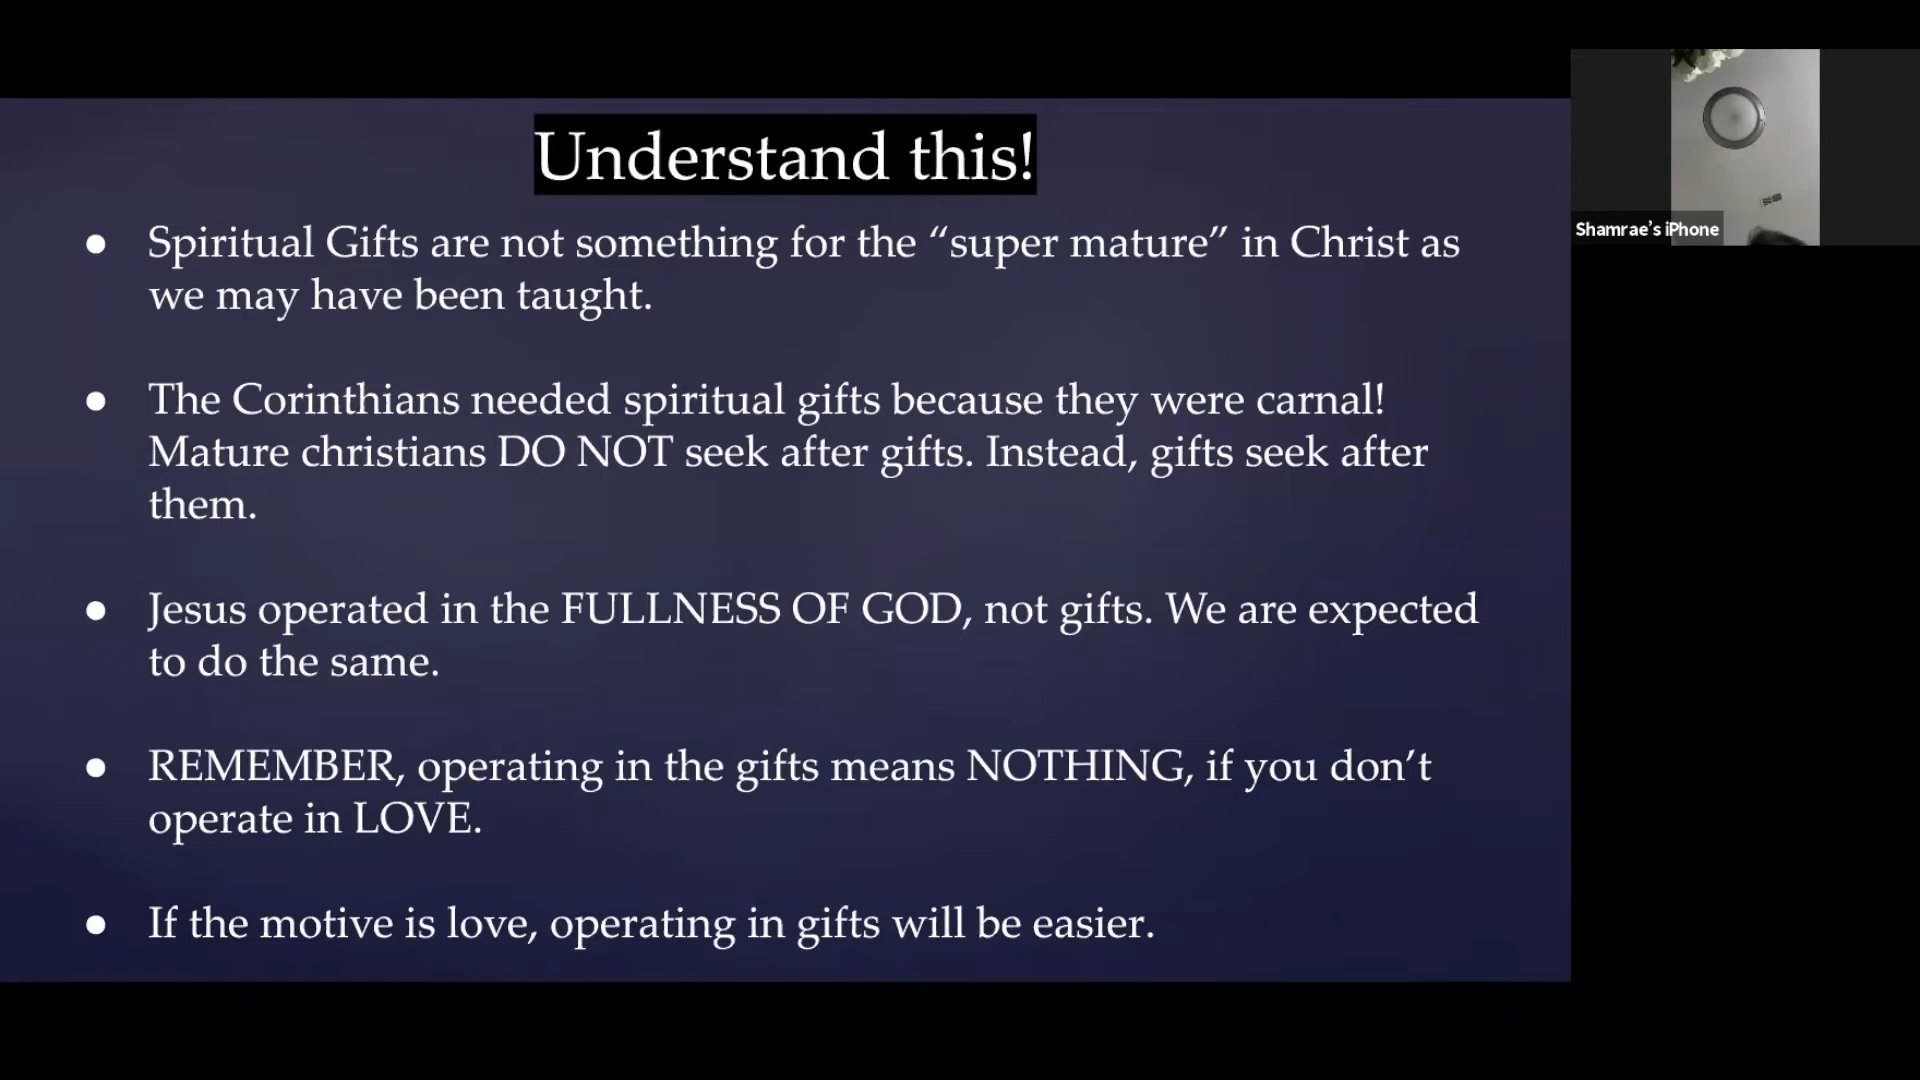 Understand this!
● Spiritual Gifts are not something for the “super mature” in Christ as
we may have been taught.
● The Corinthians needed spiritual gifts because they were carnal!
Mature christians DO NOT seek after gifts. Instead, gifts seek after
them.
● Jesus operated in the FULLNESS OF GOD, not gifts. We are expected
to do the same.
● REMEMBER, operating in the gifts means NOTHING, if you don’t
operate in LOVE.
● If the motive is love, operating in gifts will be easier.
Shamrae’s iPhone